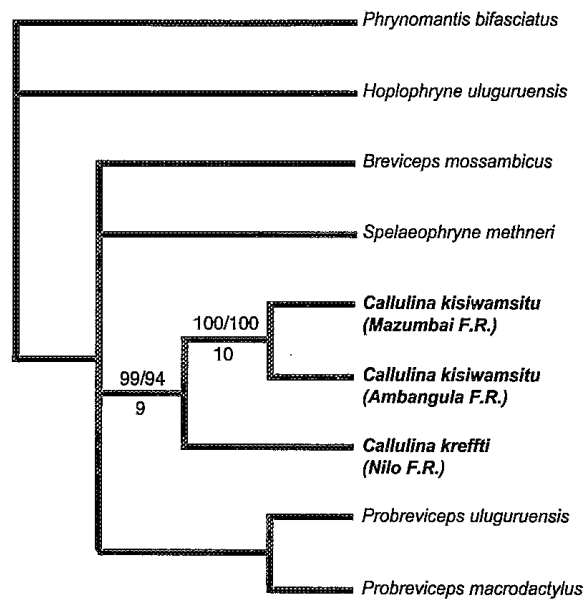 Phrynomantis bifasciatus
Hoplophryne uluguruensis
Breviceps mossambicus
Spelaeophryne methneri
Callulina kisiwamsitu
(Mazumbai F.R.)
100/100
10
Callulina kisiwamsitu
(Ambangula F.R.)
99/94
9
Callulina kreffti
(Nilo F.R.)
Probreviceps uluguruensis
Probreviceps macrodactylus